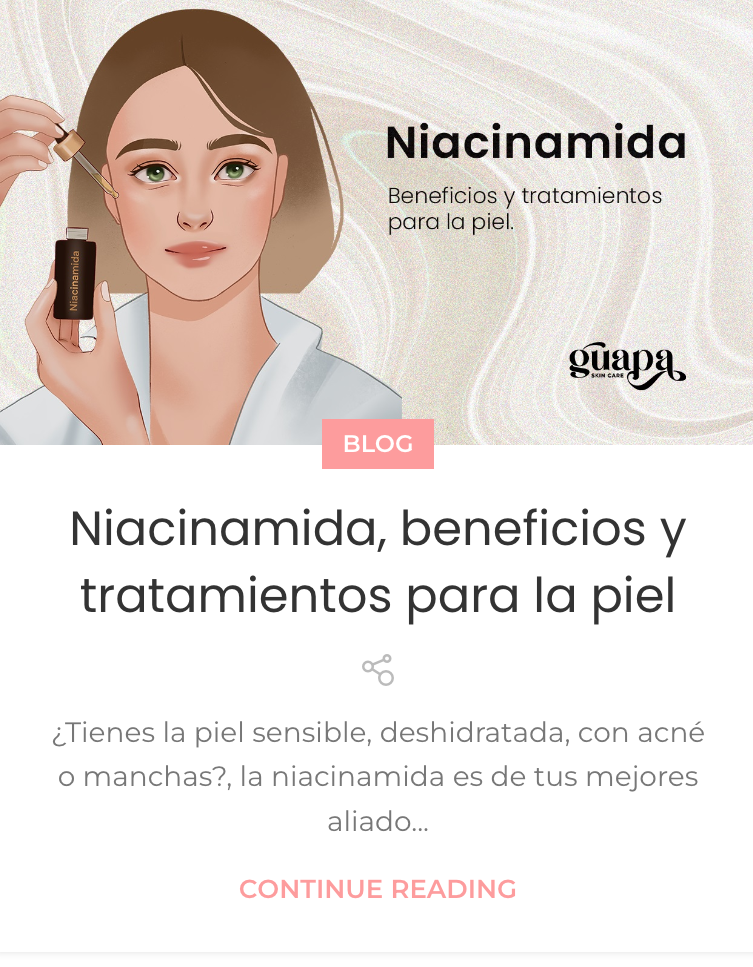 Niacinamida
Beneficios y tratamientos
para la piel.
Niacinamida
guapa
SKIN CARE
BLOG
Niacinamida, beneficios y
tratamientos para la piel
¿Tienes la piel sensible, deshidratada, con acné
o manchas?, la niacinamida es de tus mejores
aliado...
CONTINUE READING